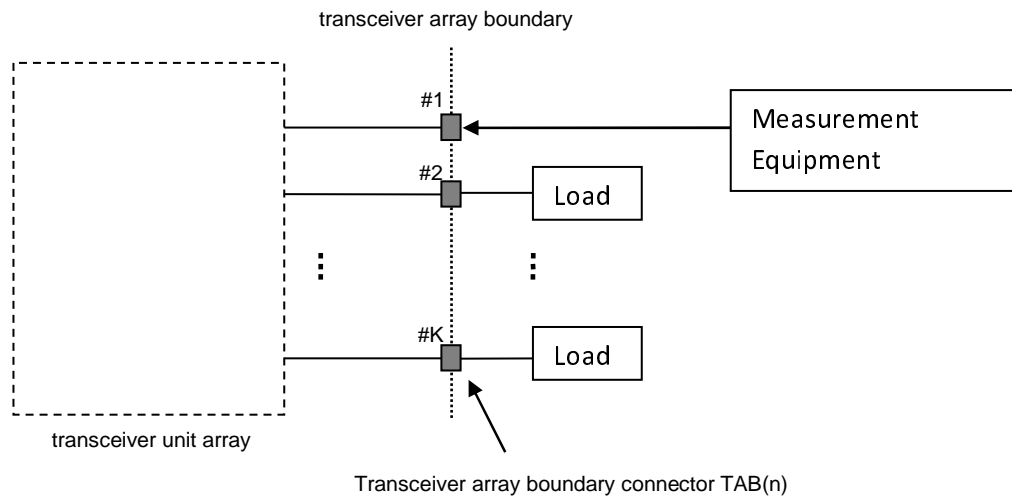 transceiver array boundary
#1
Measurement
Equipment
#2
Load
#K
Load
transceiver unit array
Transceiver array boundary connector TAB(n)